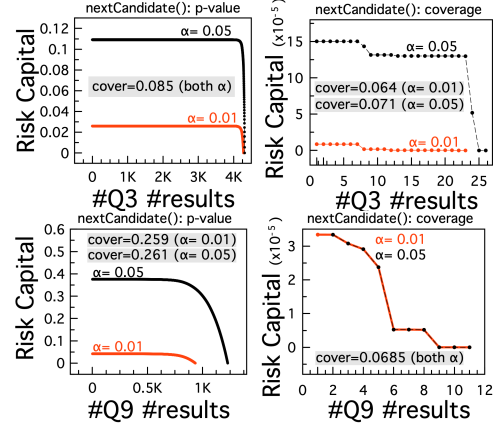 nextCandidate(): p-value
Risk Capital
0.12
0.10
0.08
0.06
0.04
0.02
0
α= 0.05
cover=0.085 (both α)
α= 0.01
0 1K 2K 3K 4K
#Q3 #results
nextCandidate(): coverage
Risk Capital (x10⁻⁵)
15
10
5
0
α= 0.05
cover=0.064 (α= 0.01)
cover=0.071 (α= 0.05)
α= 0.01
0 5 10 15 20 25
#Q3 #results
nextCandidate(): p-value
Risk Capital
0.6
0.5
0.4
0.3
0.2
0.1
0
cover=0.259 (α= 0.01)
cover=0.261 (α= 0.05)
α= 0.05
α= 0.01
0 0.5K 1K
#Q9 #results
nextCandidate(): coverage
Risk Capital (x10⁻⁵)
3
2
1
0
α= 0.01
α= 0.05
cover=0.0685 (both α)
0 2 4 6 8 10 12
#Q9 #results